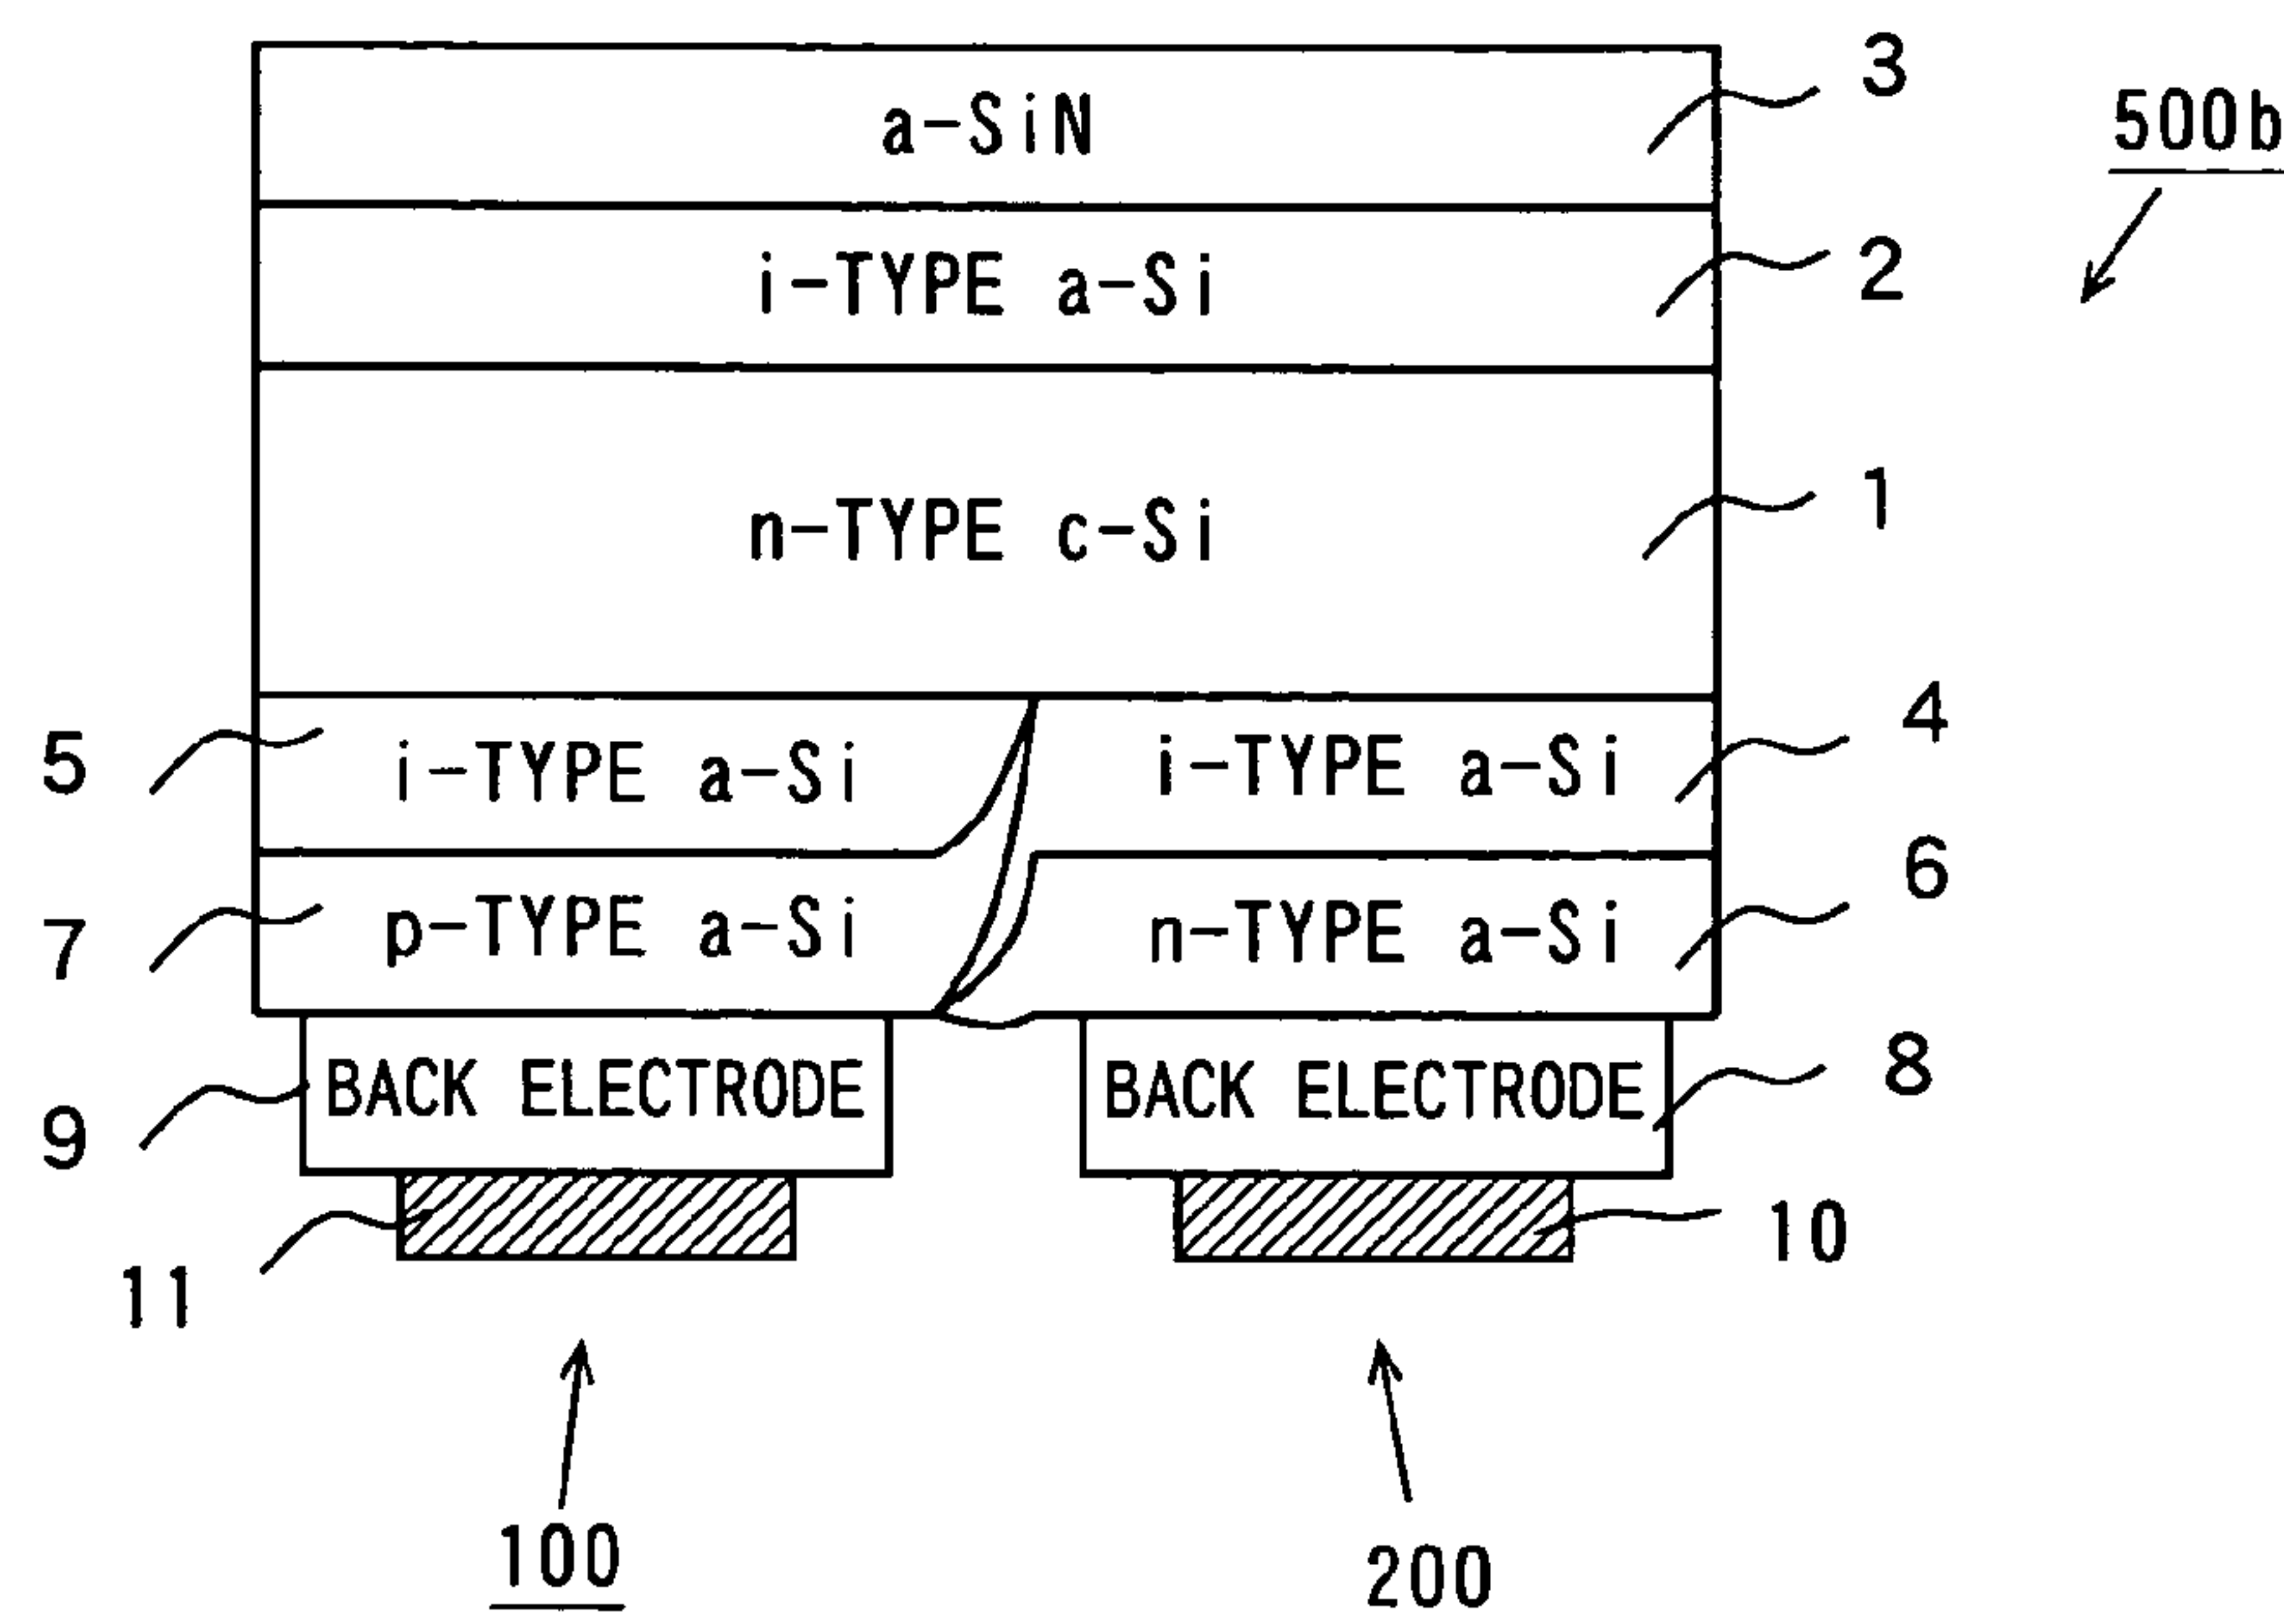 3
500b
a-SiN
2
i-TYPE a-Si
1
n-TYPE c-Si
4
5
i-TYPE a-Si
i-TYPE a-Si
6
7
p-TYPE a-Si
n-TYPE a-Si
8
9
BACK ELECTRODE
BACK ELECTRODE
10
11
100
200